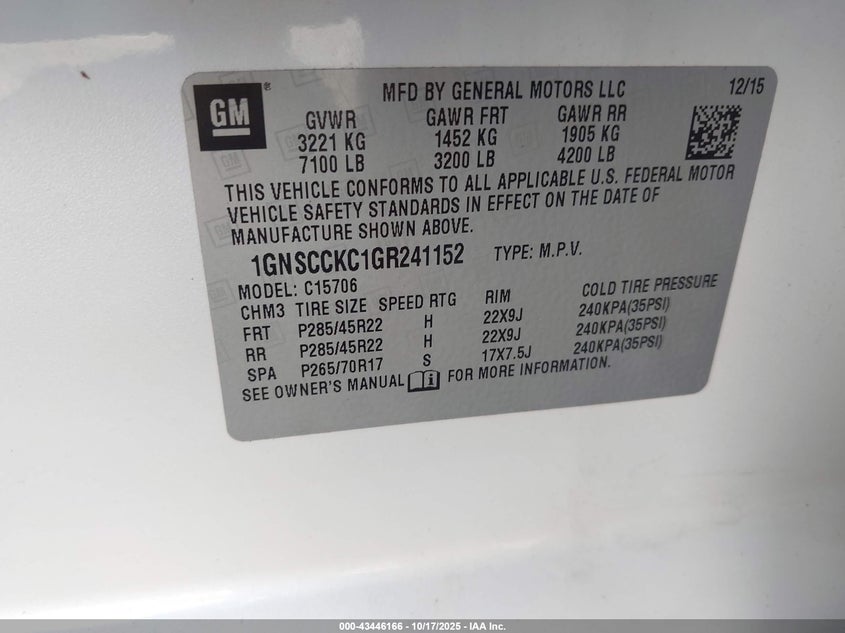 GM ®
MFD BY GENERAL MOTORS LLC 12/15
GVWR GAWR FRT GAWR RR
3221 KG 1452 KG 1905 KG
7100 LB 3200 LB 4200 LB
THIS VEHICLE CONFORMS TO ALL APPLICABLE U.S. FEDERAL MOTOR
VEHICLE SAFETY STANDARDS IN EFFECT ON THE DATE OF
MANUFACTURE SHOWN ABOVE.
1GNSCCKC1GR241152 TYPE: M.P.V.
MODEL: C15706
CHM3 TIRE SIZE SPEED RTG RIM COLD TIRE PRESSURE
FRT P285/45R22 H 22X9J 240KPA(35PSI)
RR P285/45R22 H 22X9J 240KPA(35PSI)
SPA P265/70R17 S 17X7.5J 240KPA(35PSI)
SEE OWNER'S MANUAL FOR MORE INFORMATION.
000-43446166 - 10/17/2025 - IAA Inc.